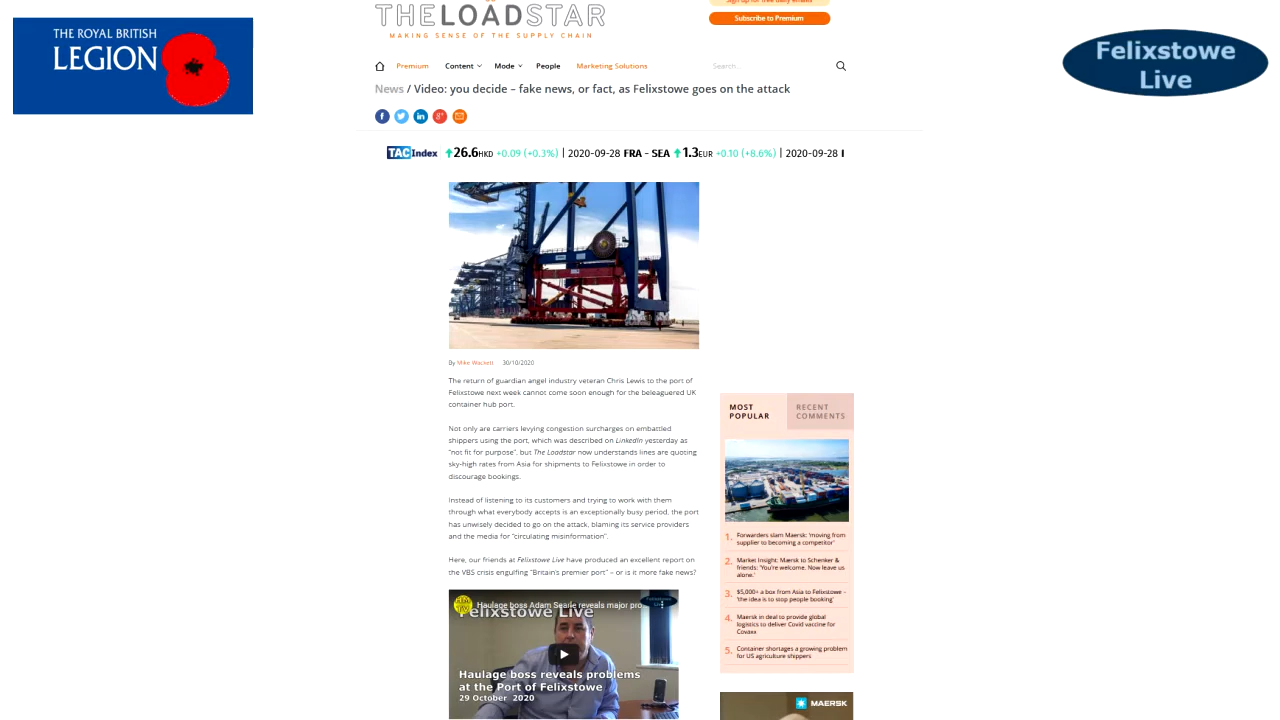 THE ROYAL BRITISH
LEGION
Felixstowe
Live
THELOADSTAR
MAKING SENSE OF THE SUPPLY CHAIN
Sign up for free daily emails
Subscribe to Premium
Premium Content Mode People Marketing Solutions Search...
News / Video: you decide – fake news, or fact, as Felixstowe goes on the attack
TAC Index 26.6HKD +0.09 (+0.3%) | 2020-09-28 FRA - SEA 1.3EUR +0.10 (+8.6%) | 2020-09-28
By Mike Wackett 30/10/2020
The return of guardian angel industry veteran Chris Lewis to the port of
Felixstowe next week cannot come soon enough for the beleaguered UK
container hub port.
Not only are carriers levying congestion surcharges on embattled
shippers using the port, which was described on LinkedIn yesterday as
"not fit for purpose", but The Loadstar now understands lines are quoting
sky-high rates from Asia for shipments to Felixstowe in order to
discourage bookings.
Instead of listening to its customers and trying to work with them
through what everybody accepts is an exceptionally busy period, the port
has unwisely decided to go on the attack, blaming its service providers
and the media for "circulating misinformation".
Here, our friends at Felixstowe Live have produced an excellent report on
the VBS crisis engulfing "Britain's premier port" – or is it more fake news?
Haulage boss Adam Searle reveals major pro...
Felixstowe Live
Haulage boss reveals problems
at the Port of Felixstowe
29 October 2020
MOST
POPULAR
RECENT
COMMENTS
1. Forwarders slam Maersk: 'moving from
supplier to becoming a competitor'
2. Market Insight: Maersk to Schenker &
friends: 'You're welcome. Now leave us
alone.'
3. $5,000+ a box from Asia to Felixstowe –
'the idea is to stop people booking'
4. Maersk in deal to provide global
logistics to deliver Covid vaccine for
Covaxx
5. Container shortages a growing problem
for US agriculture shippers
MAERSK